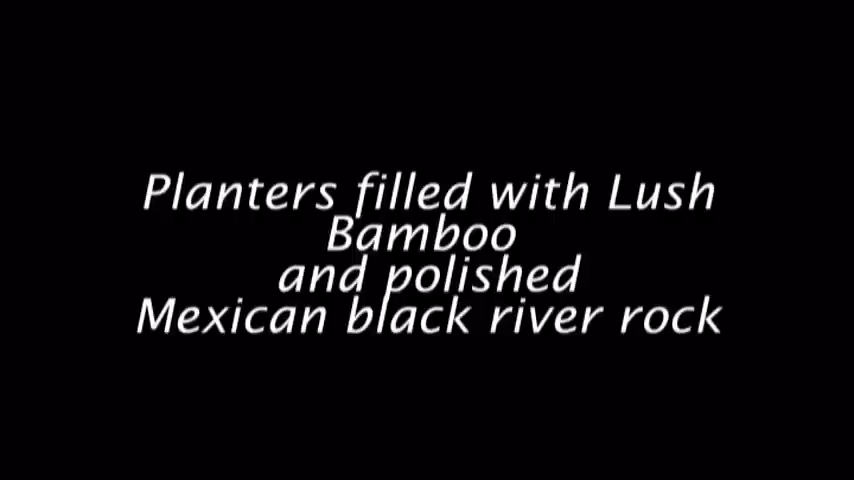 Planters filled with Lush
Bamboo
and polished
Mexican black river rock